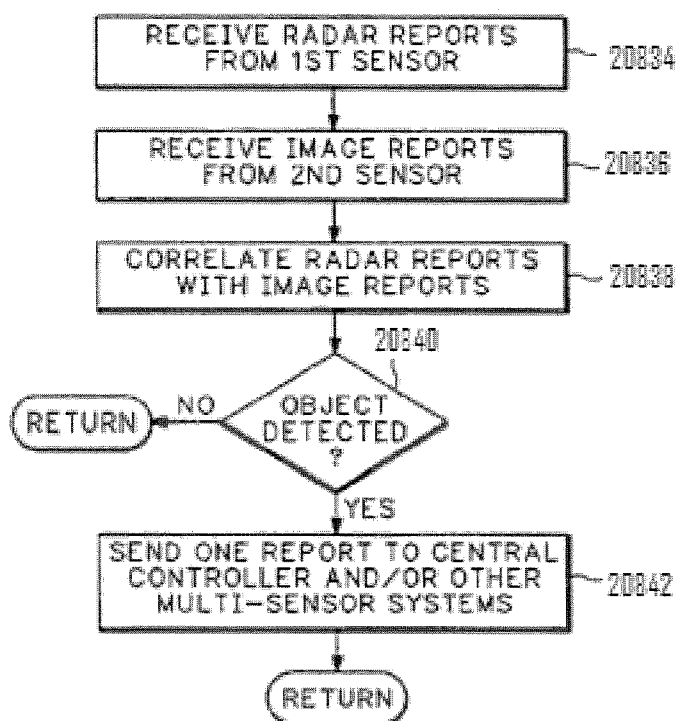 RECEIVE RADAR REPORTS
FROM 1ST SENSOR
20834
RECEIVE IMAGE REPORTS
FROM 2ND SENSOR
20836
CORRELATE RADAR REPORTS
WITH IMAGE REPORTS
20838
20840
OBJECT
DETECTED
?
NO
RETURN
YES
SEND ONE REPORT TO CENTRAL
CONTROLLER AND/OR OTHER
MULTI-SENSOR SYSTEMS
20842
RETURN